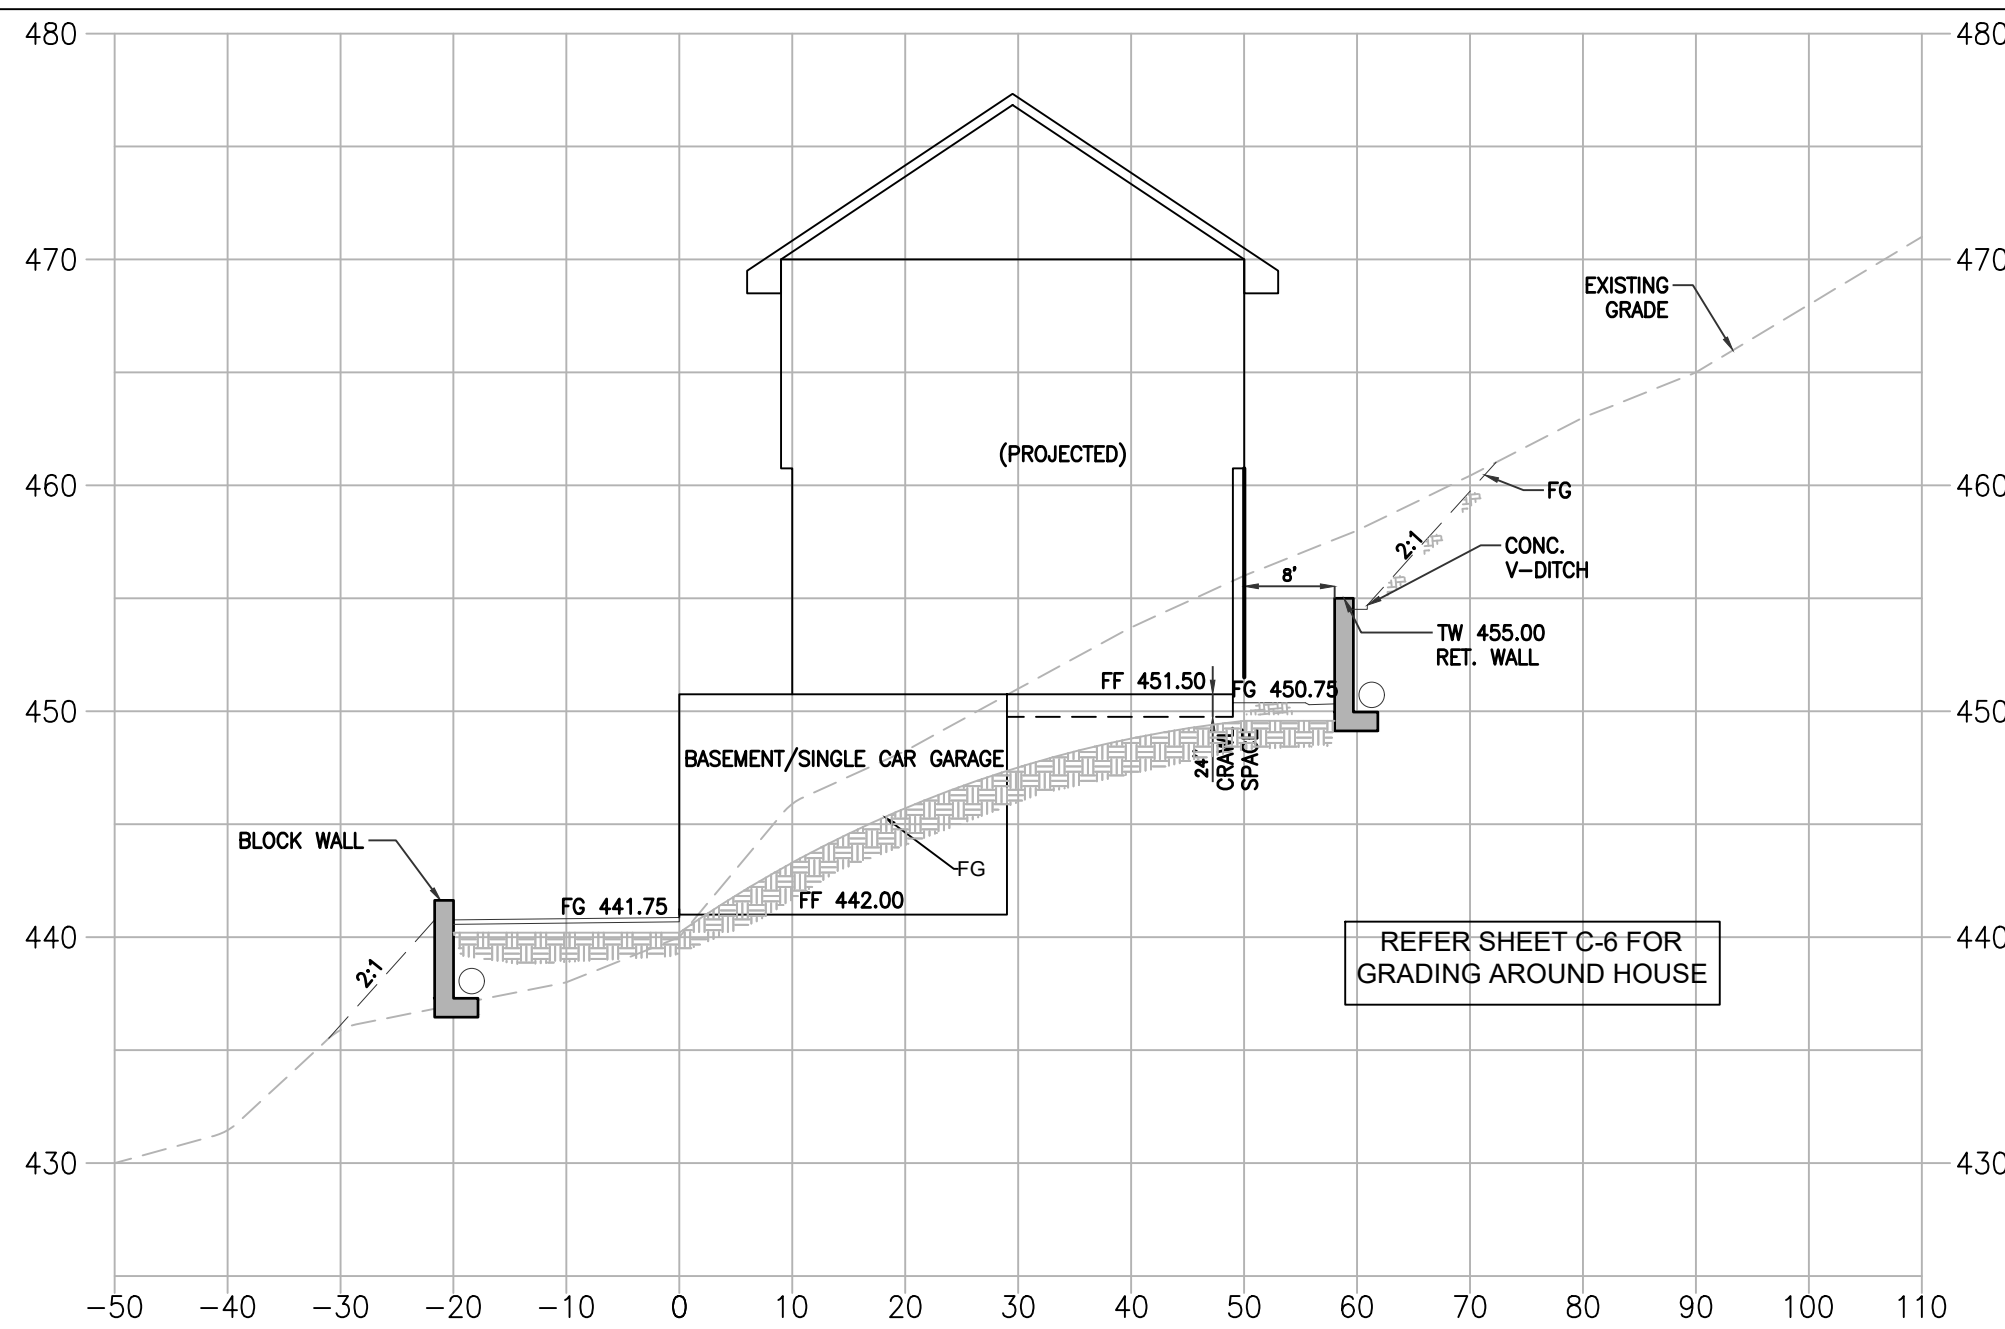 480
480
470
470
EXISTING
GRADE
(PROJECTED)
460
460
FG
2:1
CONC.
V-DITCH
8'
TW 455.00
RET. WALL
FF 451.50
FG 450.75
450
450
BASEMENT/SINGLE CAR GARAGE
24"
CRAWL
SPACE
BLOCK WALL
FG
FG 441.75
FF 442.00
440
440
2:1
REFER SHEET C-6 FOR
GRADING AROUND HOUSE
430
430
-50 -40 -30 -20 -10 0 10 20 30 40 50 60 70 80 90 100 110